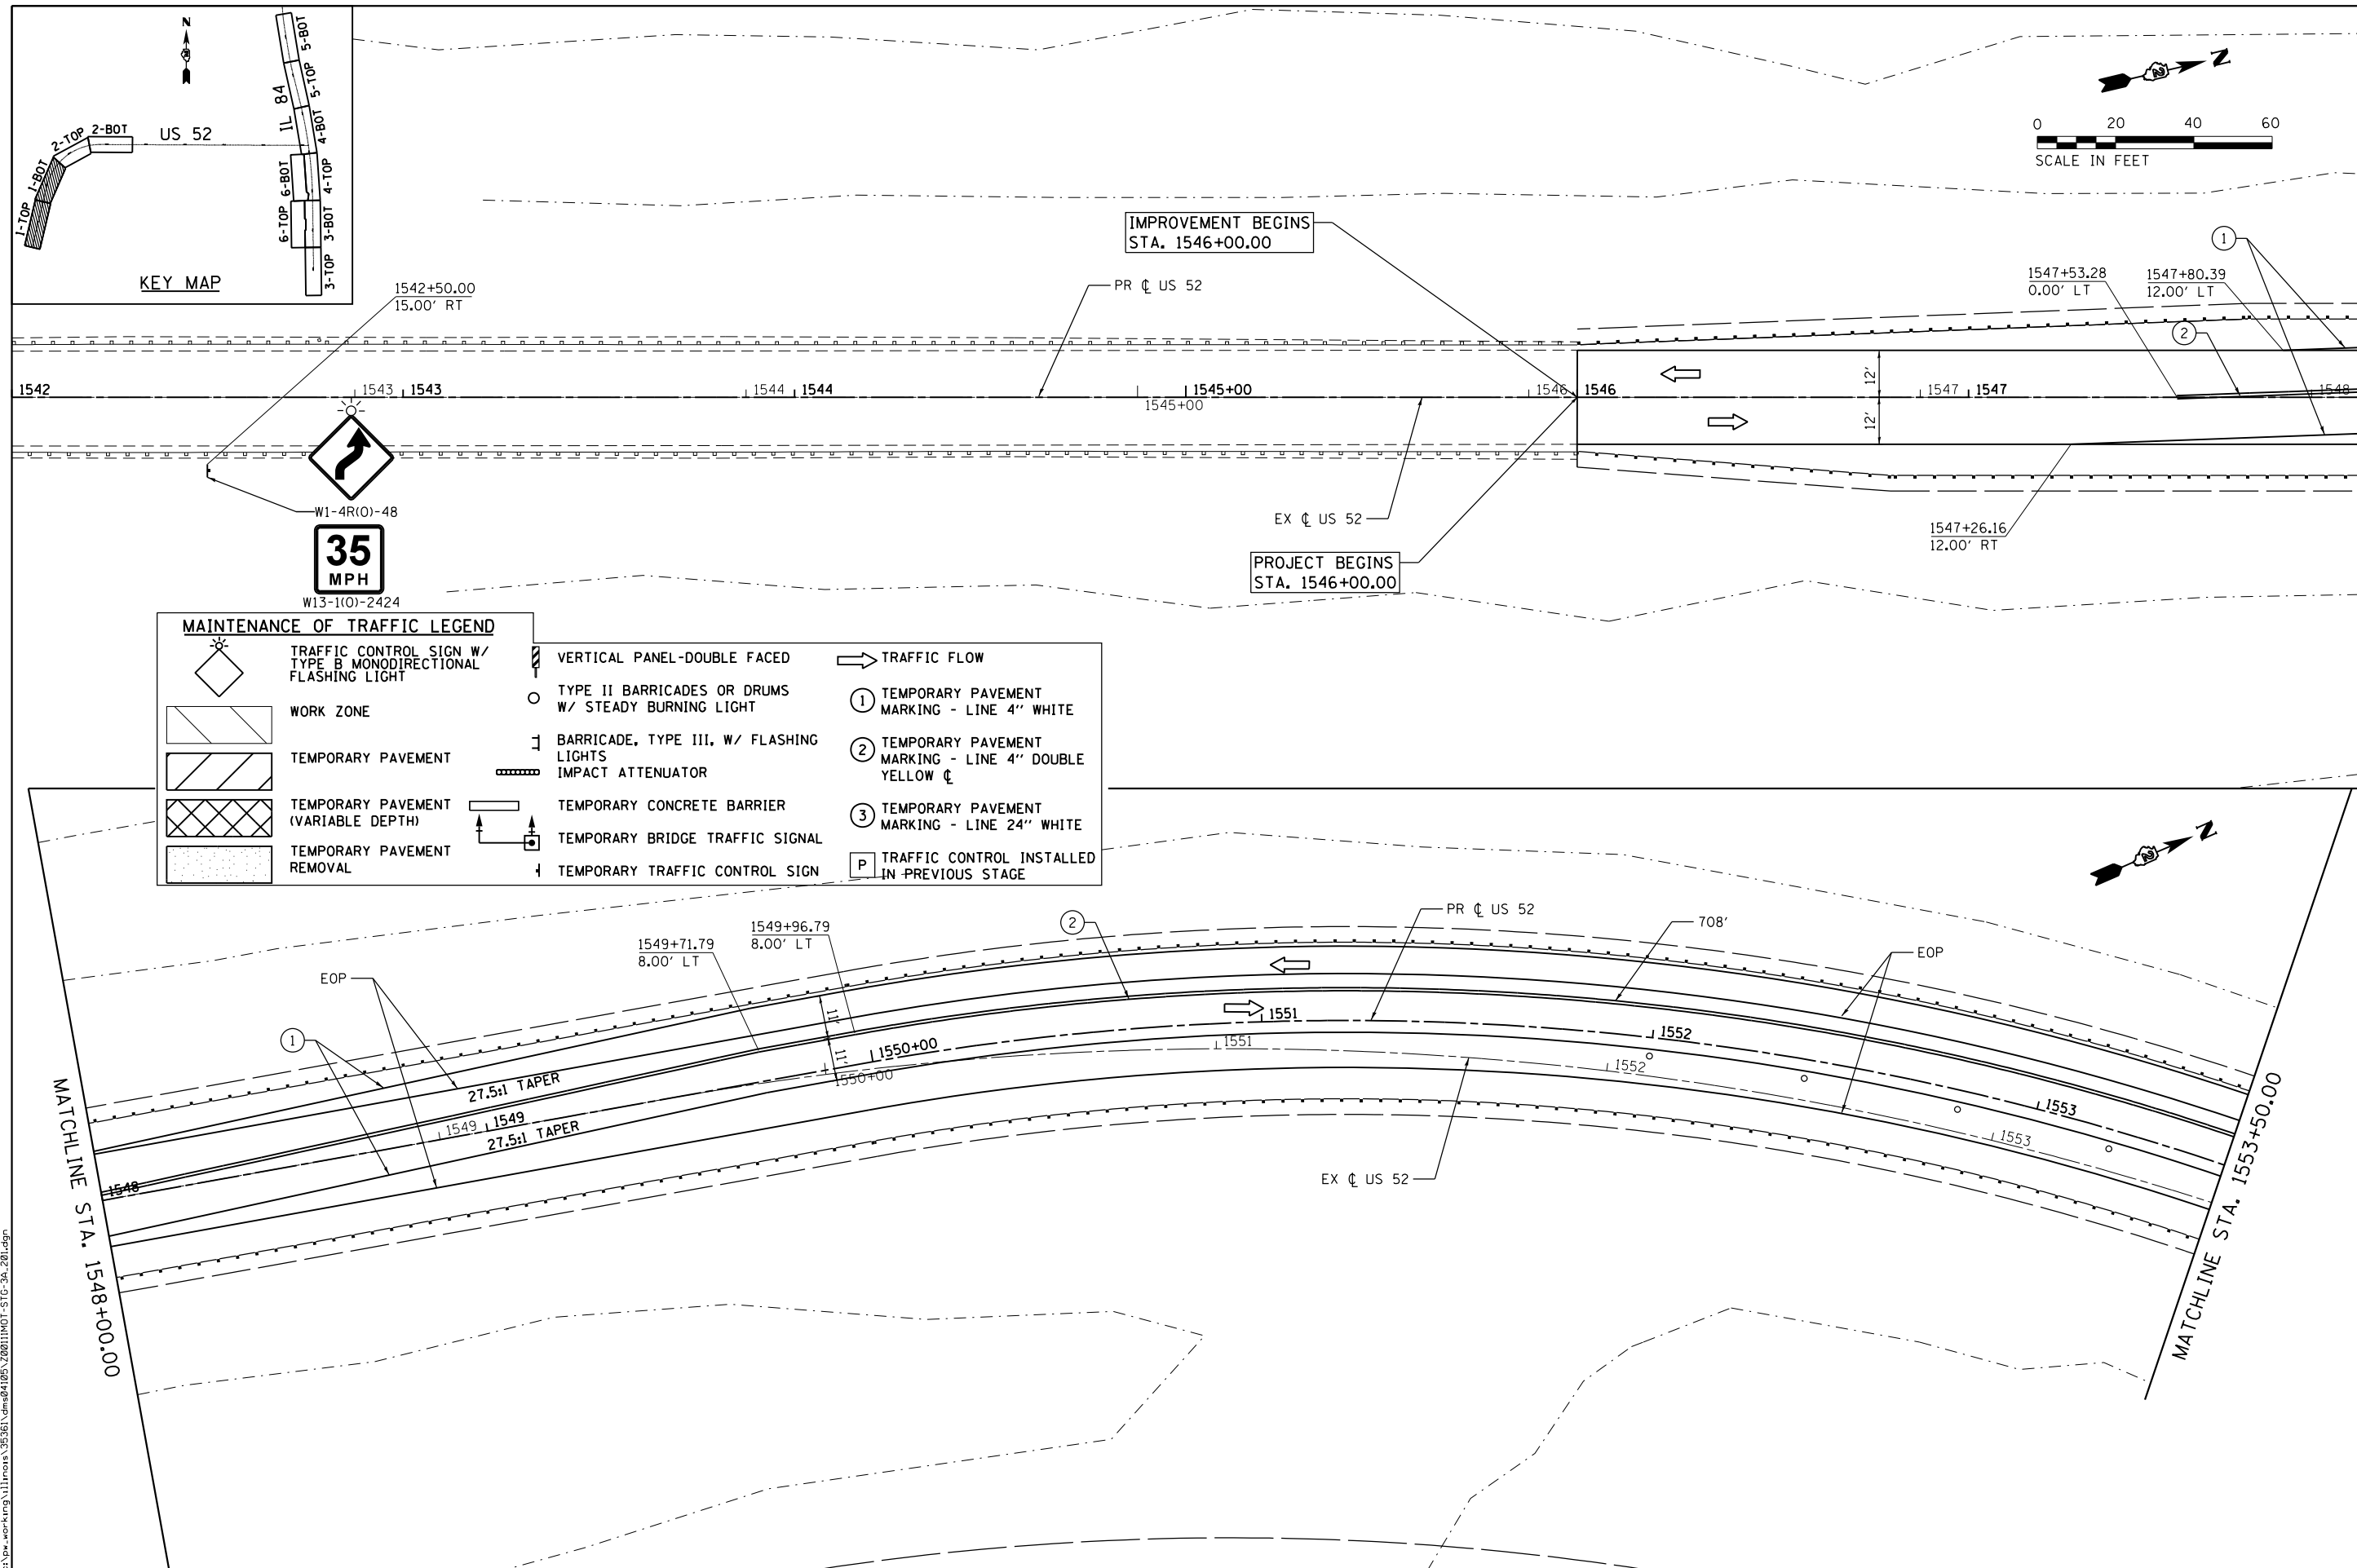 N
5-BOT
5-TOP
IL 84
4-BOT
2-TOP
2-BOT
US 52
1-BOT
1-TOP
6-BOT
4-TOP
6-TOP
3-BOT
3-TOP
KEY MAP
N
0 20 40 60
SCALE IN FEET
IMPROVEMENT BEGINS
STA. 1546+00.00
1
1542+50.00
15.00' RT
PR ℄ US 52
1547+53.28
0.00' LT
1547+80.39
12.00' LT
2
1542
1543
1543
1544
1544
1545+00
1545+00
1546
1546
1547
1547
1548
12'
12'
W1-4R(O)-48
35
MPH
W13-1(O)-2424
EX ℄ US 52
PROJECT BEGINS
STA. 1546+00.00
1547+26.16
12.00' RT
MAINTENANCE OF TRAFFIC LEGEND
TRAFFIC CONTROL SIGN W/
TYPE B MONODIRECTIONAL
FLASHING LIGHT
WORK ZONE
TEMPORARY PAVEMENT
TEMPORARY PAVEMENT
(VARIABLE DEPTH)
TEMPORARY PAVEMENT
REMOVAL
VERTICAL PANEL-DOUBLE FACED
TYPE II BARRICADES OR DRUMS
W/ STEADY BURNING LIGHT
BARRICADE, TYPE III, W/ FLASHING
LIGHTS
IMPACT ATTENUATOR
TEMPORARY CONCRETE BARRIER
TEMPORARY BRIDGE TRAFFIC SIGNAL
TEMPORARY TRAFFIC CONTROL SIGN
TRAFFIC FLOW
1 TEMPORARY PAVEMENT
MARKING - LINE 4'' WHITE
2 TEMPORARY PAVEMENT
MARKING - LINE 4'' DOUBLE
YELLOW ℄
3 TEMPORARY PAVEMENT
MARKING - LINE 24'' WHITE
P TRAFFIC CONTROL INSTALLED
IN PREVIOUS STAGE
N
MATCHLINE STA. 1548+00.00
EOP
1
1549+71.79
8.00' LT
1549+96.79
8.00' LT
2
PR ℄ US 52
708'
EOP
11'
11'
27.5:1 TAPER
27.5:1 TAPER
1548
1549
1549
1550+00
1550+00
1551
1551
1552
1552
1553
1553
EX ℄ US 52
MATCHLINE STA. 1553+50.00
c:\pw_working\illinois\35361\dms04105\Z00111MOT-STG-3A_201.dgn